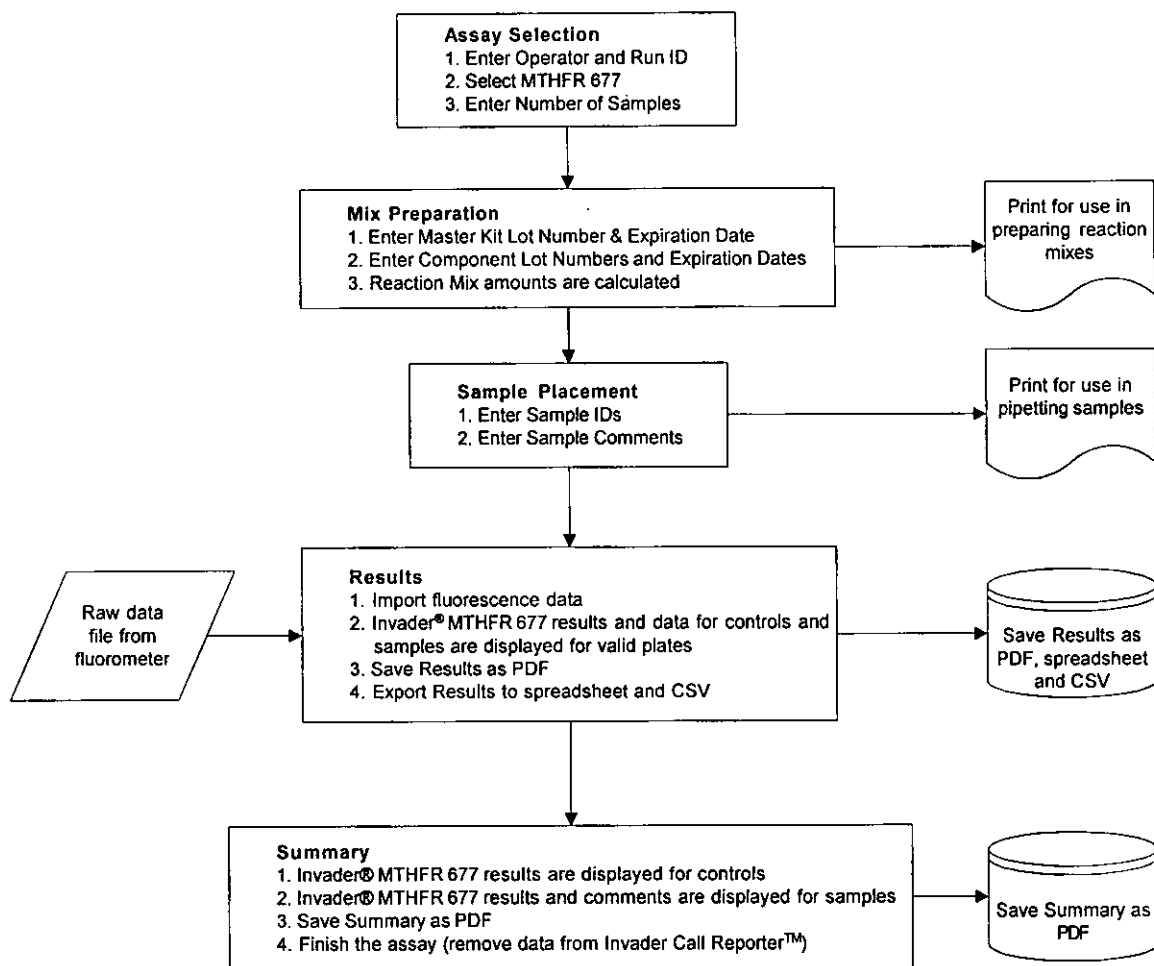 Assay Selection
1. Enter Operator and Run ID
2. Select MTHFR 677
3. Enter Number of Samples
Mix Preparation
1. Enter Master Kit Lot Number & Expiration Date
2. Enter Component Lot Numbers and Expiration Dates
3. Reaction Mix amounts are calculated
Print for use in
preparing reaction
mixes
Sample Placement
1. Enter Sample IDs
2. Enter Sample Comments
Print for use in
pipetting samples
Raw data
file from
fluorometer
Results
1. Import fluorescence data
2. Invader® MTHFR 677 results and data for controls and
samples are displayed for valid plates
3. Save Results as PDF
4. Export Results to spreadsheet and CSV
Save Results as
PDF, spreadsheet
and CSV
Summary
1. Invader® MTHFR 677 results are displayed for controls
2. Invader® MTHFR 677 results and comments are displayed for samples
3. Save Summary as PDF
4. Finish the assay (remove data from Invader Call Reporter™)
Save Summary as
PDF